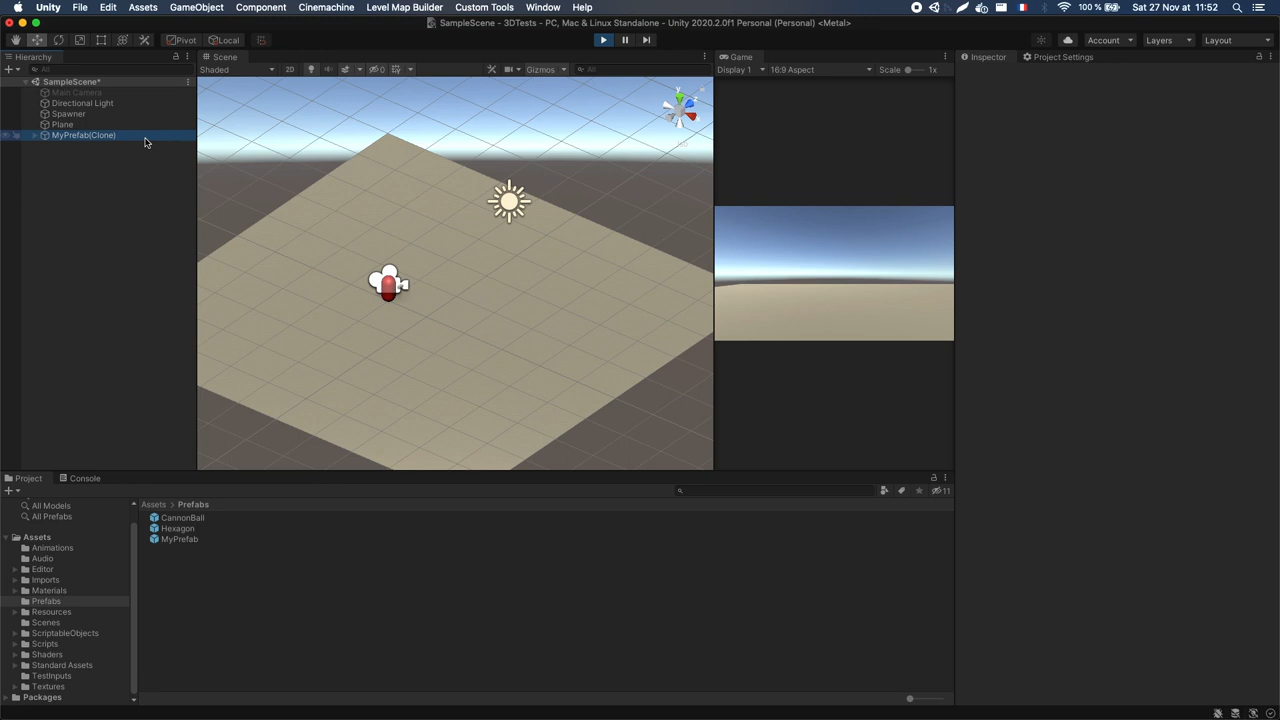 Unity File Edit Assets GameObject Component Cinemachine Level Map Builder Custom Tools Window Help 100 % Sat 27 Nov à 11:52
SampleScene - 3DTests - PC, Mac & Linux Standalone - Unity 2020.2.0f1 Personal (Personal) <Metal>
Pivot Local Account Layers Layout
Hierarchy Scene Game Inspector Project Settings
All Shaded 2D 0 Gizmos All Display 1 16:9 Aspect Scale 1x
SampleScene*
Main Camera
Directional Light
Spawner
Plane
MyPrefab(Clone)
y
z
x
Iso
Project Console
11
All Models
All Prefabs
Assets
Animations
Audio
Editor
Imports
Materials
Prefabs
Resources
Scenes
ScriptableObjects
Scripts
Shaders
Standard Assets
TestInputs
Textures
Packages
Assets > Prefabs
CannonBall
Hexagon
MyPrefab